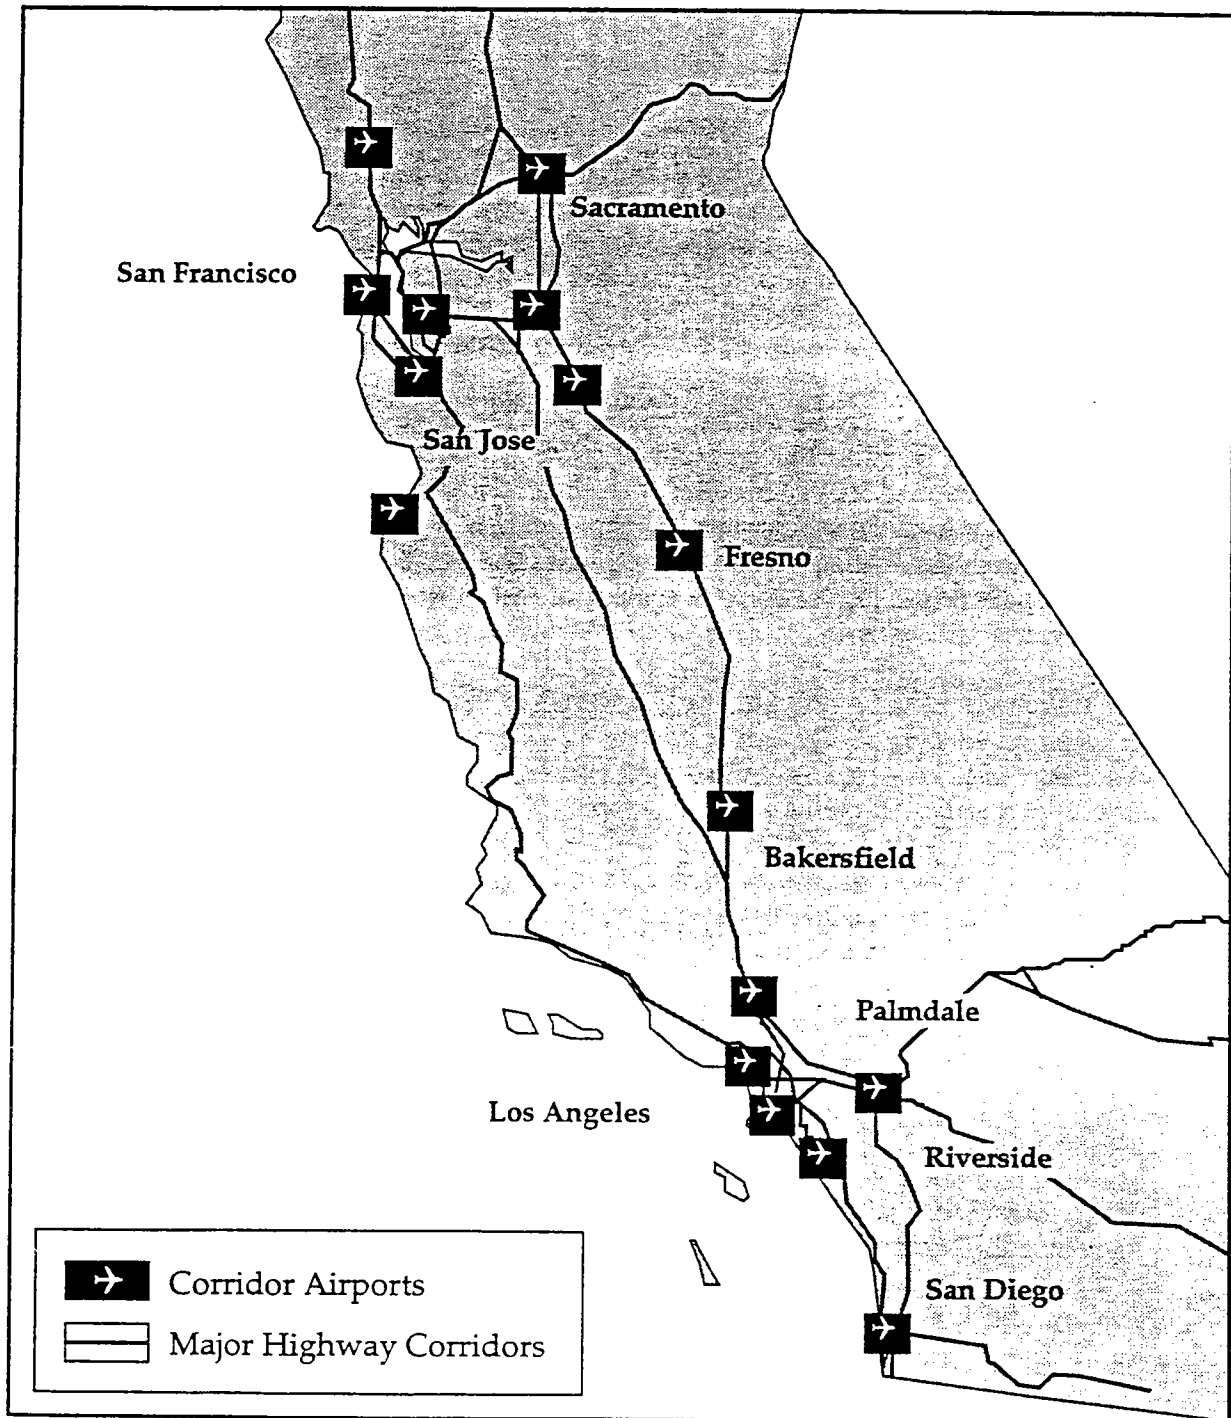 Sacramento
San Francisco
San Jose
Fresno
Bakersfield
Palmdale
Los Angeles
Riverside
San Diego
Corridor Airports
Major Highway Corridors